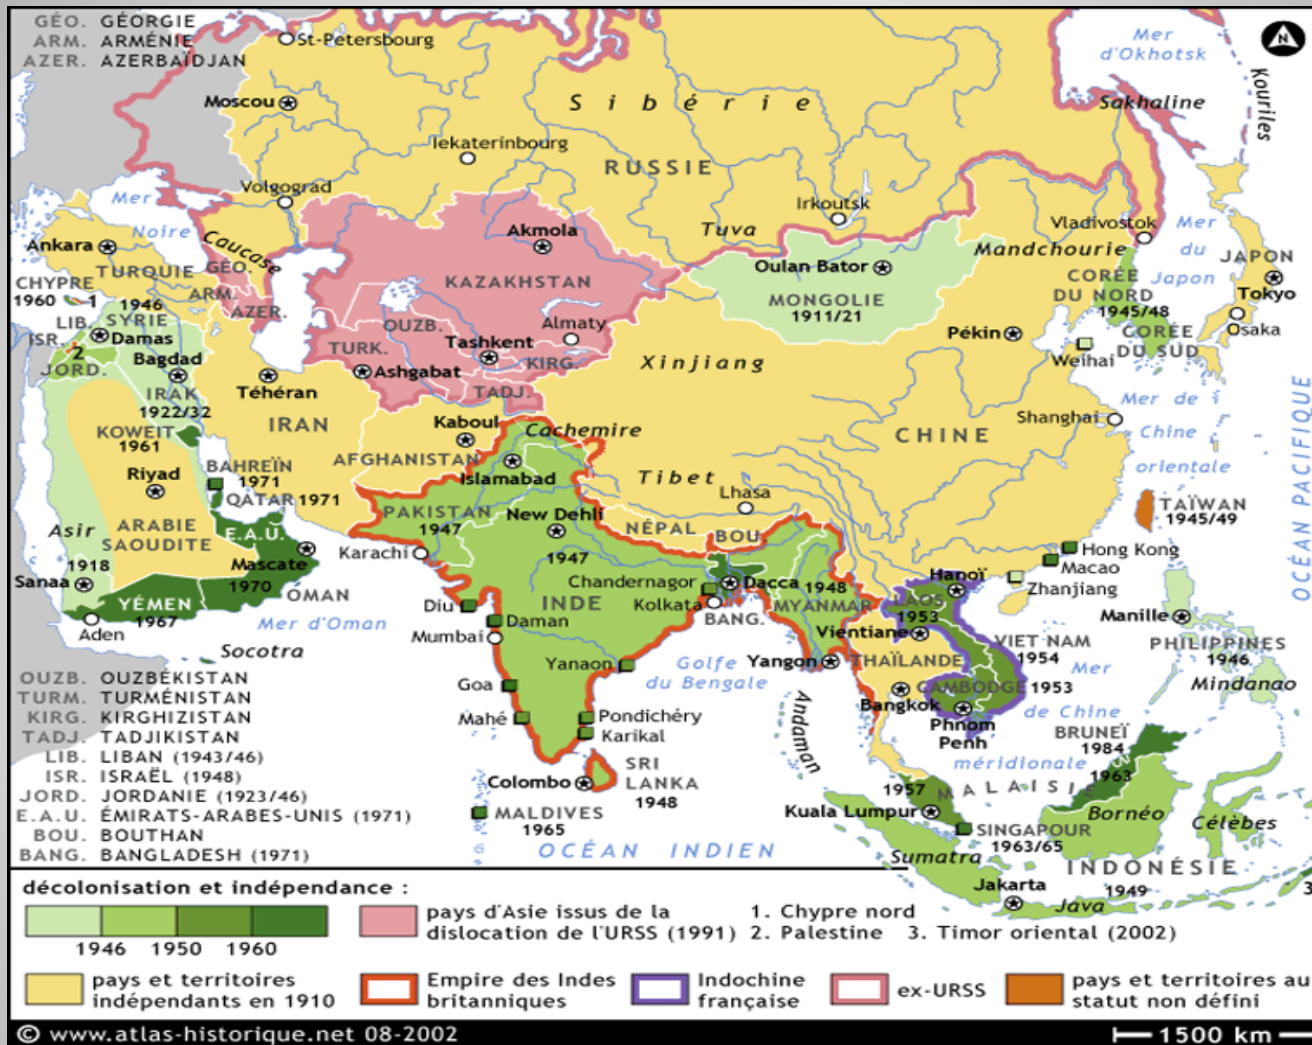 GÉO. GÉORGIE
ARM. ARMÉNIE
AZER. AZERBAÏDJAN
St-Petersbourg
Moscou
Sibérie
Iekaterinbourg
RUSSIE
Volgograd
Mer
d'Okhotsk
N
Sakhaline
Kouriles
Mer
Noire
Caucase
Ankara
TURQUIE
GÉO.
ARM.
AZER.
CHYPRE
1960
1
1946
SYRIE
LIB.
Damas
ISR.
2
JORD.
Bagdad
IRAK
1922/32
Téhéran
IRAN
Akmola
KAZAKHSTAN
OUZB.
Almaty
TURK.
Tashkent
KIRG.
Ashgabat
TADJ.
Irkoutsk
Tuva
Oulan Bator
MONGOLIE
1911/21
Mandchourie
Vladivostok
Mer
du
Japon
JAPON
Tokyo
Osaka
CORÉE
DU NORD
1945/48
CORÉE
DU SUD
Pékin
Weihai
Xinjiang
Shanghai
CHINE
Mer de
Chine
orientale
OCÉAN PACIFIQUE
KOWEIT
1961
Riyad
BAHREÏN
1971
QATAR 1971
ARABIE
SAOUDITE
E.A.U.
Mascate
1970
OMAN
Asir
1918
Sanaa
YÉMEN
1967
Aden
Mer d'Oman
Socotra
Kaboul
AFGHANISTAN
Cachemire
Islamabad
PAKISTAN
1947
New Dehli
1947
Karachi
Tibet
Lhasa
NÉPAL
BOU.
TAÏWAN
1945/49
Hong Kong
Macao
Zhanjiang
Chandernagor
Dacca
1948
Kolkata
BANG.
MYANMAR
INDE
Diu
Daman
Mumbai
Yanaon
Golfe
du Bengale
Goa
Mahé
Pondichéry
Karikal
Colombo
SRI
LANKA
1948
MALDIVES
1965
OCÉAN INDIEN
Hanoï
LAOS
1953
Vientiane
VIET NAM
1954
Yangon
THAÏLANDE
CAMBODGE 1953
Bangkok
Phnom
Penh
Andaman
Mer
de Chine
méridionale
Manille
PHILIPPINES
1946
Mindanao
BRUNEÏ
1984
1963
1957
MALAISIE
Kuala Lumpur
SINGAPOUR
1963/65
Bornéo
Célèbes
Sumatra
INDONÉSIE
1949
Jakarta
Java
3
OUZB. OUZBÉKISTAN
TURM. TURMÉNISTAN
KIRG. KIRGHIZISTAN
TADJ. TADJIKISTAN
LIB. LIBAN (1943/46)
ISR. ISRAËL (1948)
JORD. JORDANIE (1923/46)
E.A.U. ÉMIRATS-ARABES-UNIS (1971)
BOU. BOUTHAN
BANG. BANGLADESH (1971)
décolonisation et indépendance :
1946 1950 1960
pays d'Asie issus de la
dislocation de l'URSS (1991)
1. Chypre nord
2. Palestine 3. Timor oriental (2002)
pays et territoires
indépendants en 1910
Empire des Indes
britanniques
Indochine
française
ex-URSS
pays et territoires au
statut non défini
© www.atlas-historique.net 08-2002
1500 km